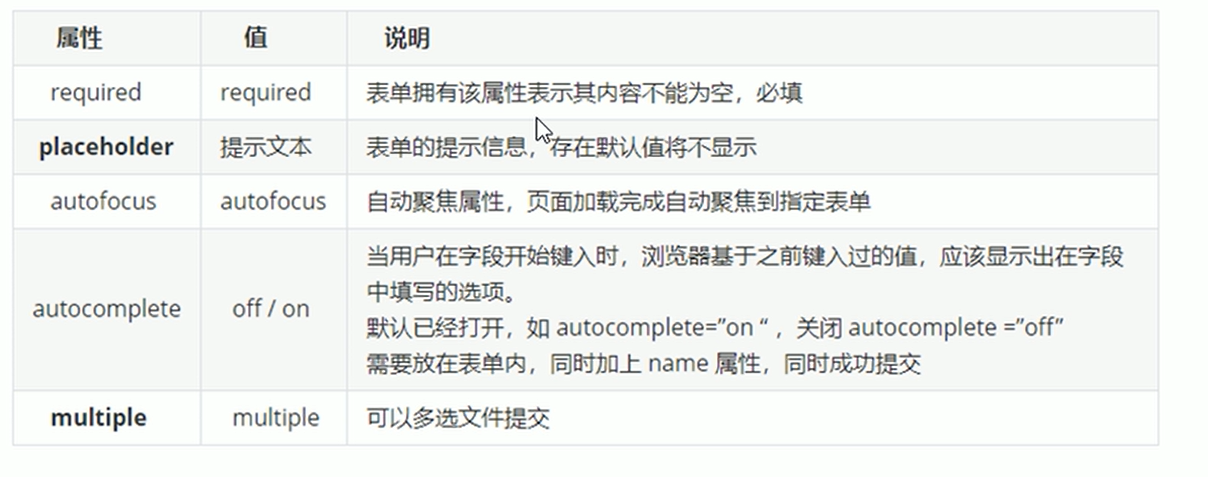 属性 值 说明
required required 表单拥有该属性表示其内容不能为空，必填
placeholder 提示文本 表单的提示信息，存在默认值将不显示
autofocus autofocus 自动聚焦属性，页面加载完成自动聚焦到指定表单
autocomplete off / on 当用户在字段开始键入时，浏览器基于之前键入过的值，应该显示出在字段
中填写的选项。
默认已经打开，如 autocomplete=”on “ ，关闭 autocomplete =”off”
需要放在表单内，同时加上 name 属性，同时成功提交
multiple multiple 可以多选文件提交